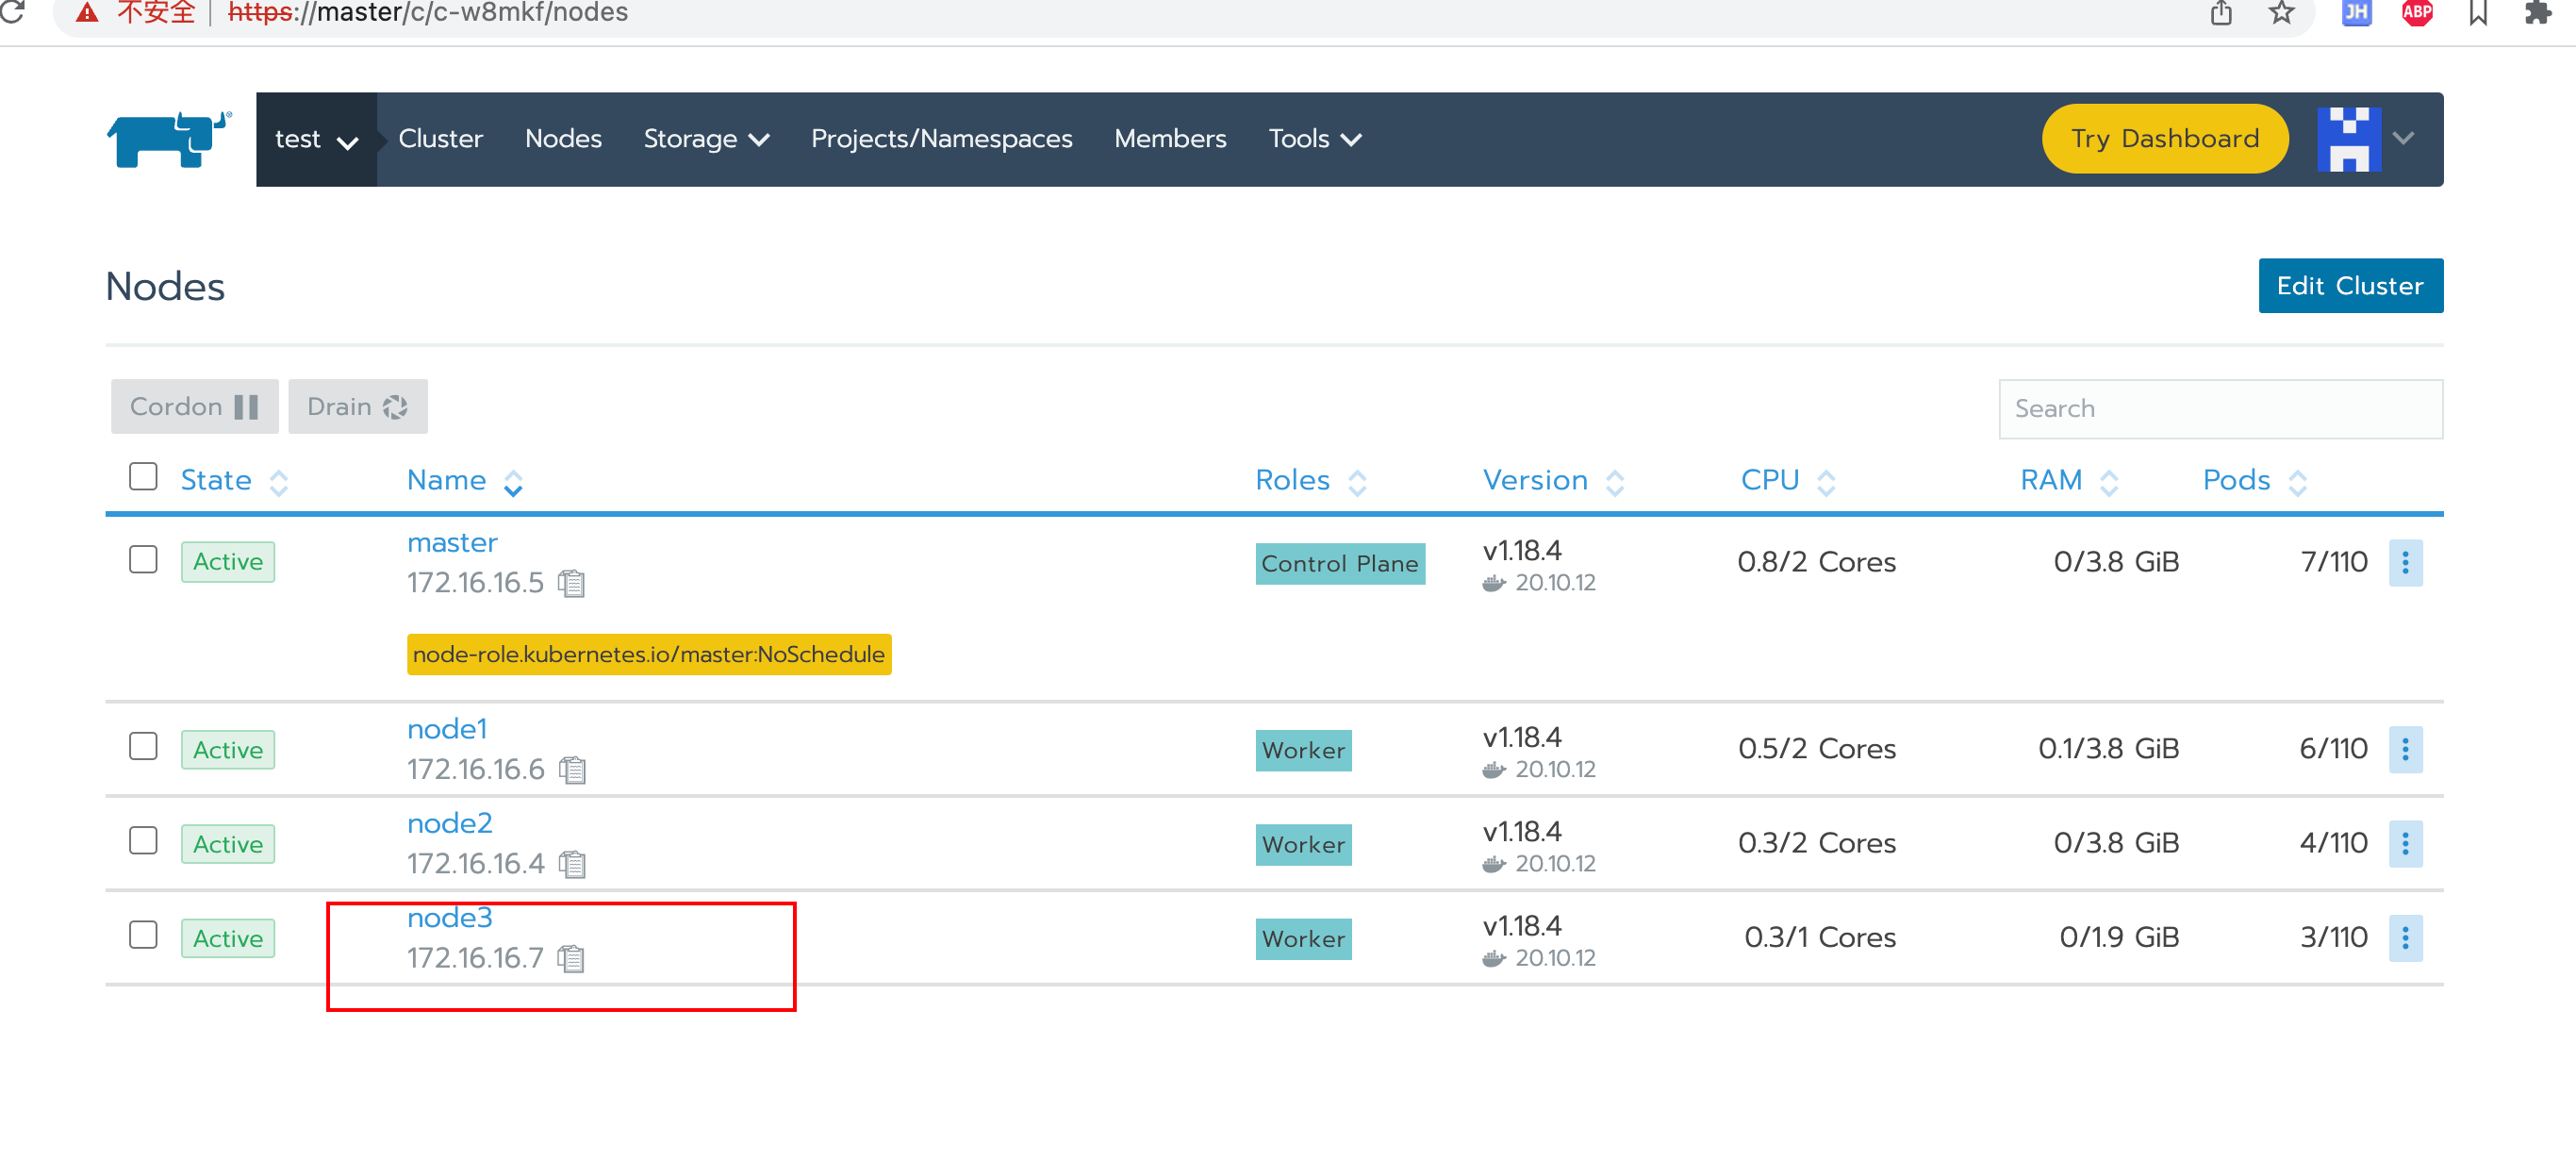 不安全 | https://master/c/c-w8mkf/nodes
JH ABP
test Cluster Nodes Storage Projects/Namespaces Members Tools Try Dashboard
Nodes Edit Cluster
Cordon Drain Search
State Name Roles Version CPU RAM Pods
Active master Control Plane v1.18.4 0.8/2 Cores 0/3.8 GiB 7/110
172.16.16.5 20.10.12
node-role.kubernetes.io/master:NoSchedule
Active node1 Worker v1.18.4 0.5/2 Cores 0.1/3.8 GiB 6/110
172.16.16.6 20.10.12
Active node2 Worker v1.18.4 0.3/2 Cores 0/3.8 GiB 4/110
172.16.16.4 20.10.12
Active node3 Worker v1.18.4 0.3/1 Cores 0/1.9 GiB 3/110
172.16.16.7 20.10.12